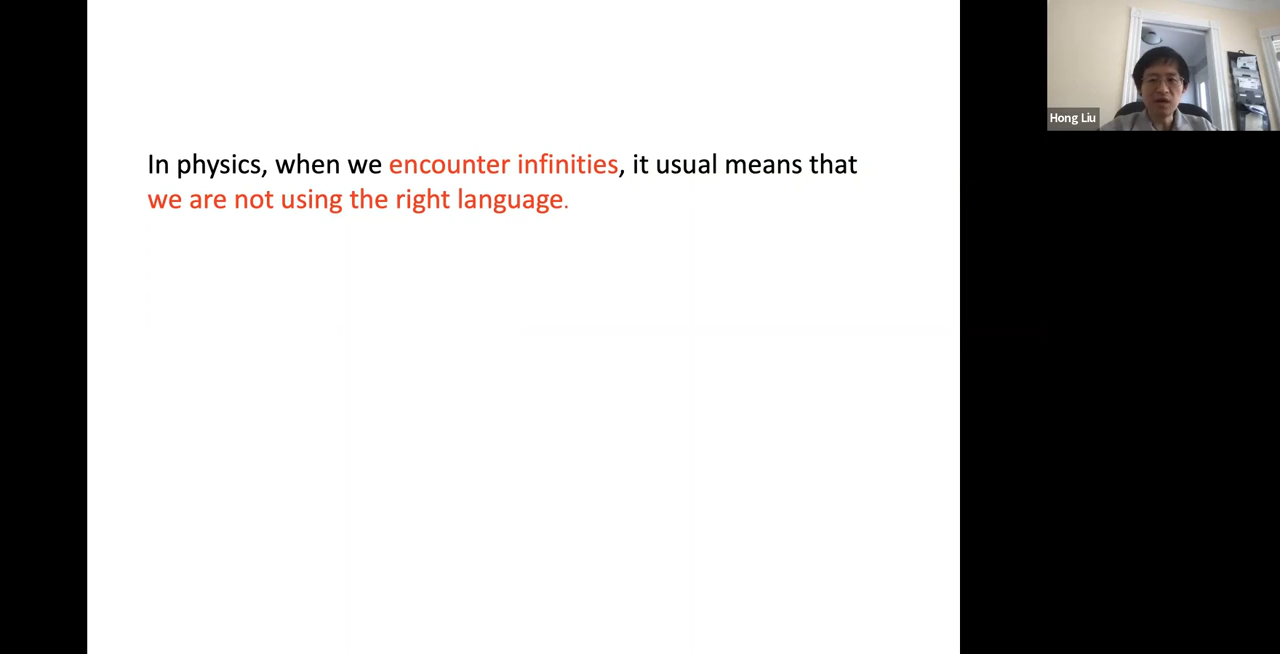 In physics, when we encounter infinities, it usual means that
we are not using the right language.
Hong Liu